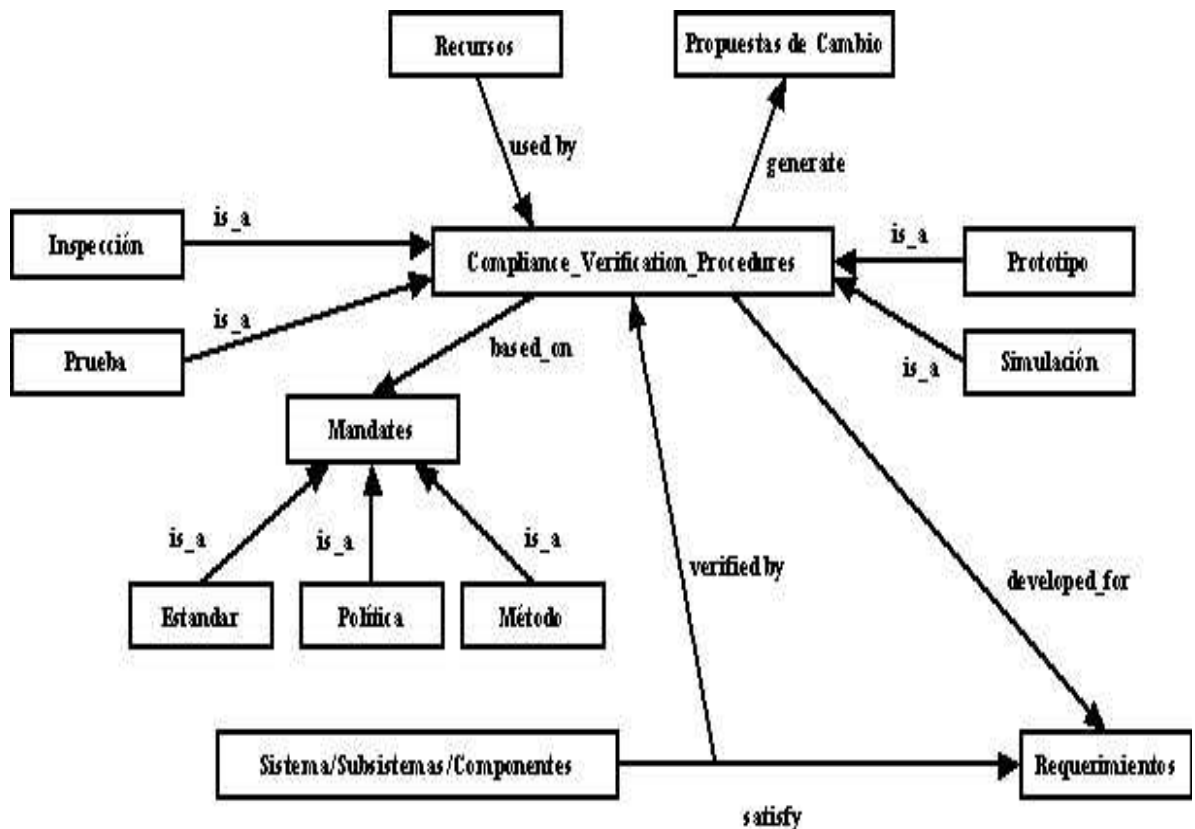 Recursos
Propuestas de Cambio
used by
generate
is_a
is_a
Inspección
Compliance_Verification_Procedures
Prototipo
is_a
based_on
is_a
Prueba
Simulación
Mandates
is_a
is_a
is_a
verified by
developed_for
Estandar
Política
Método
Sistema/Subsistemas/Componentes
Requerimientos
satisfy